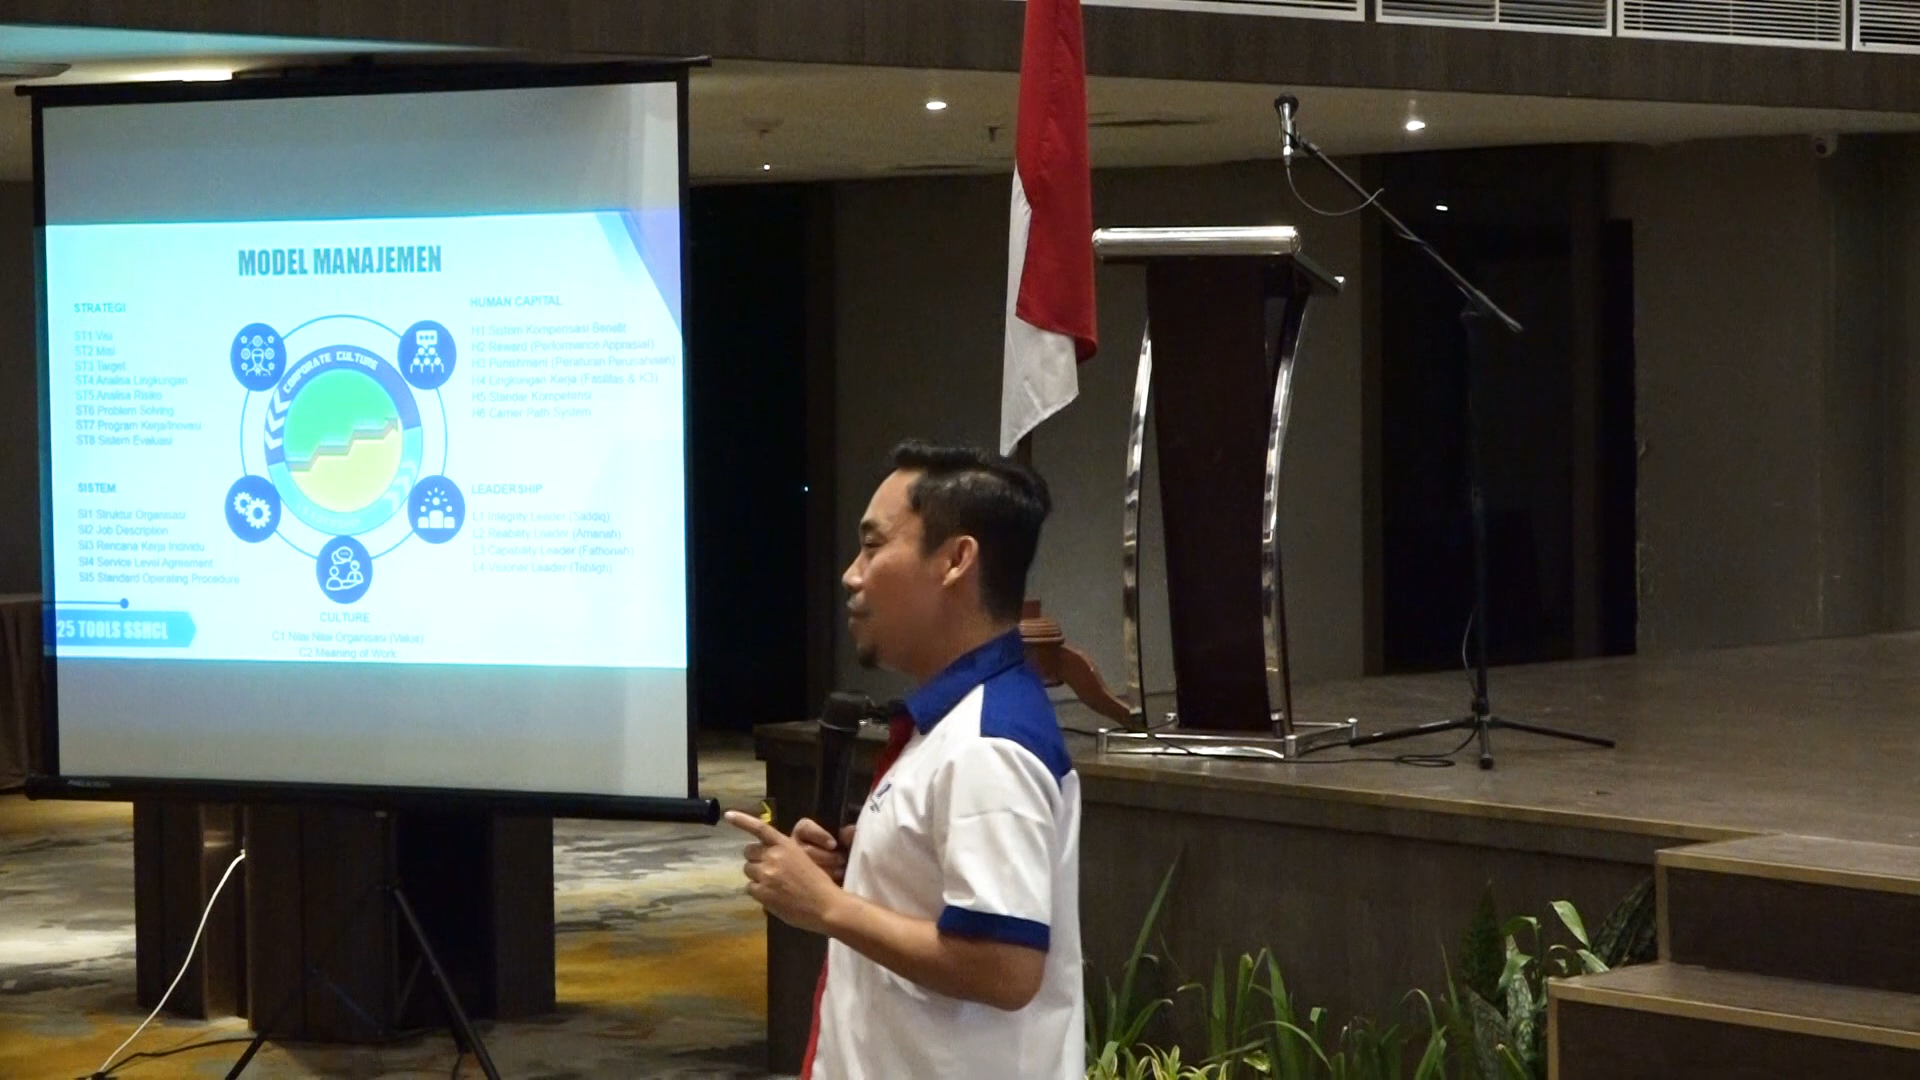 MODEL MANAJEMEN
STRATEGI
ST1 Visi
ST2 Misi
ST3 Target
ST4 Analisa Lingkungan
ST5 Analisa Risiko
ST6 Problem Solving
ST7 Program Kerja/Inovasi
ST8 Sistem Evaluasi
SISTEM
SI1 Struktur Organisasi
SI2 Job Description
SI3 Rencana Kerja Individu
SI4 Service Level Agreement
SI5 Standard Operating Procedure
25 TOOLS SSHCL
CORPORATE CULTURE
CULTURE
C1 Nilai Nilai Organisasi (Value)
C2 Meaning of Work
HUMAN CAPITAL
H1 Sistem Kompensasi Benefit
H2 Reward (Performance Appraisal)
H3 Punishment (Peraturan Perusahaan)
H4 Lingkungan Kerja (Fasilitas & K3)
H5 Standar Kompetensi
H6 Carrier Path System
LEADERSHIP
L1 Integrity Leader (Siddiq)
L2 Reability Leader (Amanah)
L3 Capability Leader (Fathonah)
L4 Visioner Leader (Tabligh)